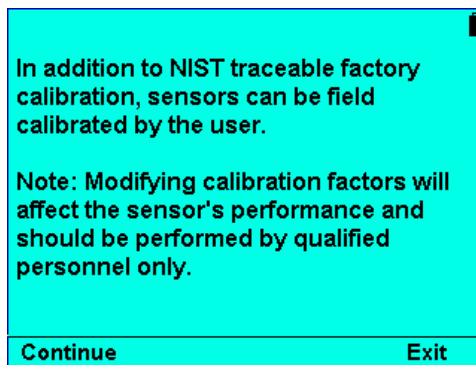 In addition to NIST traceable factory
calibration, sensors can be field
calibrated by the user.
Note: Modifying calibration factors will
affect the sensor's performance and
should be performed by qualified
personnel only.
Continue Exit